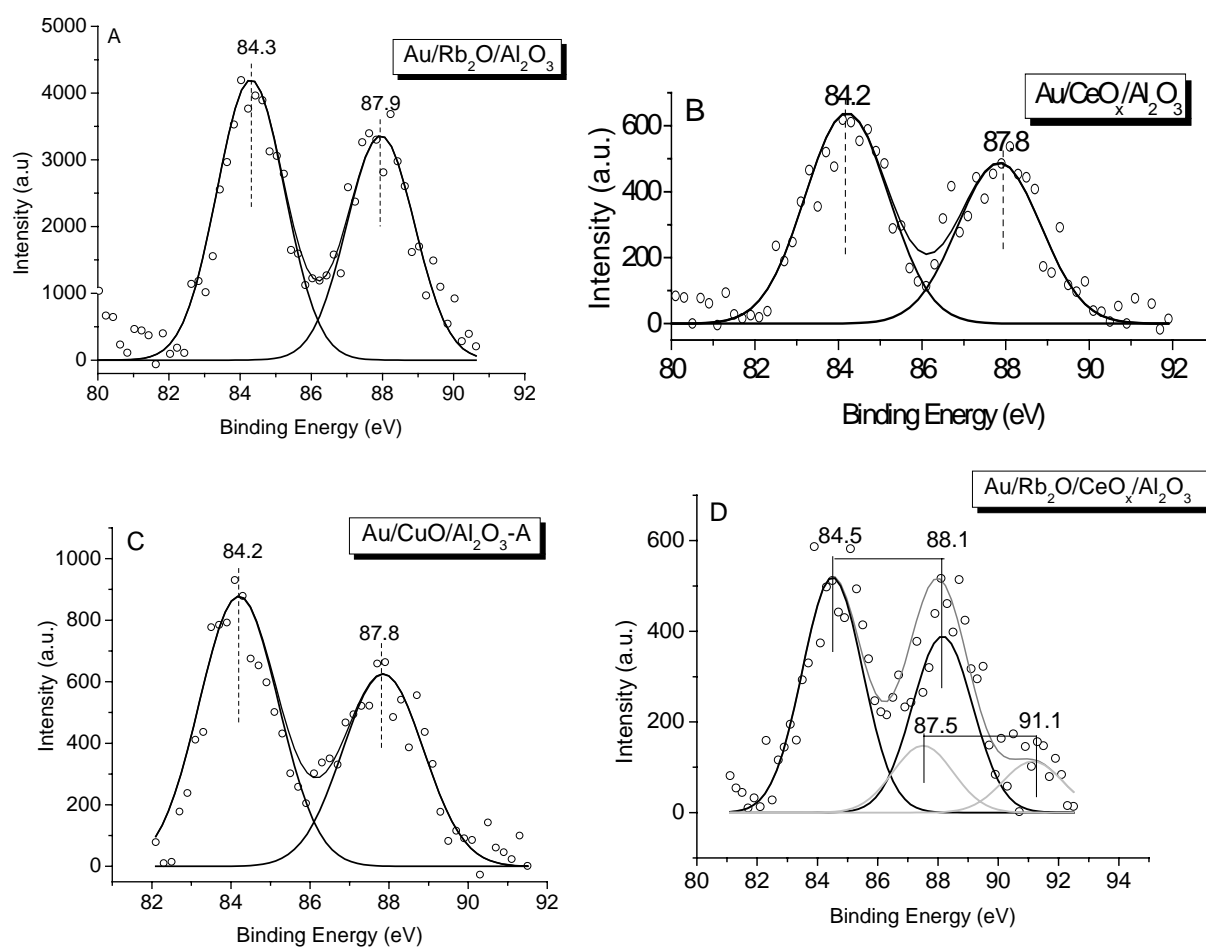 A
Au/Rb₂O/Al₂O₃
84.3
87.9
5000
4000
3000
2000
1000
0
Intensity (a.u)
80 82 84 86 88 90 92
Binding Energy (eV)
B
Au/CeOₓ/Al₂O₃
84.2
87.8
600
400
200
0
Intensity (a.u.)
80 82 84 86 88 90 92
Binding Energy (eV)
C
Au/CuO/Al₂O₃-A
84.2
87.8
1000
800
600
400
200
0
Intensity (a.u.)
82 84 86 88 90 92
Binding Energy (eV)
D
Au/Rb₂O/CeOₓ/Al₂O₃
84.5
88.1
87.5
91.1
600
400
200
0
Intensity (a.u.)
80 82 84 86 88 90 92 94
Binding Energy (eV)